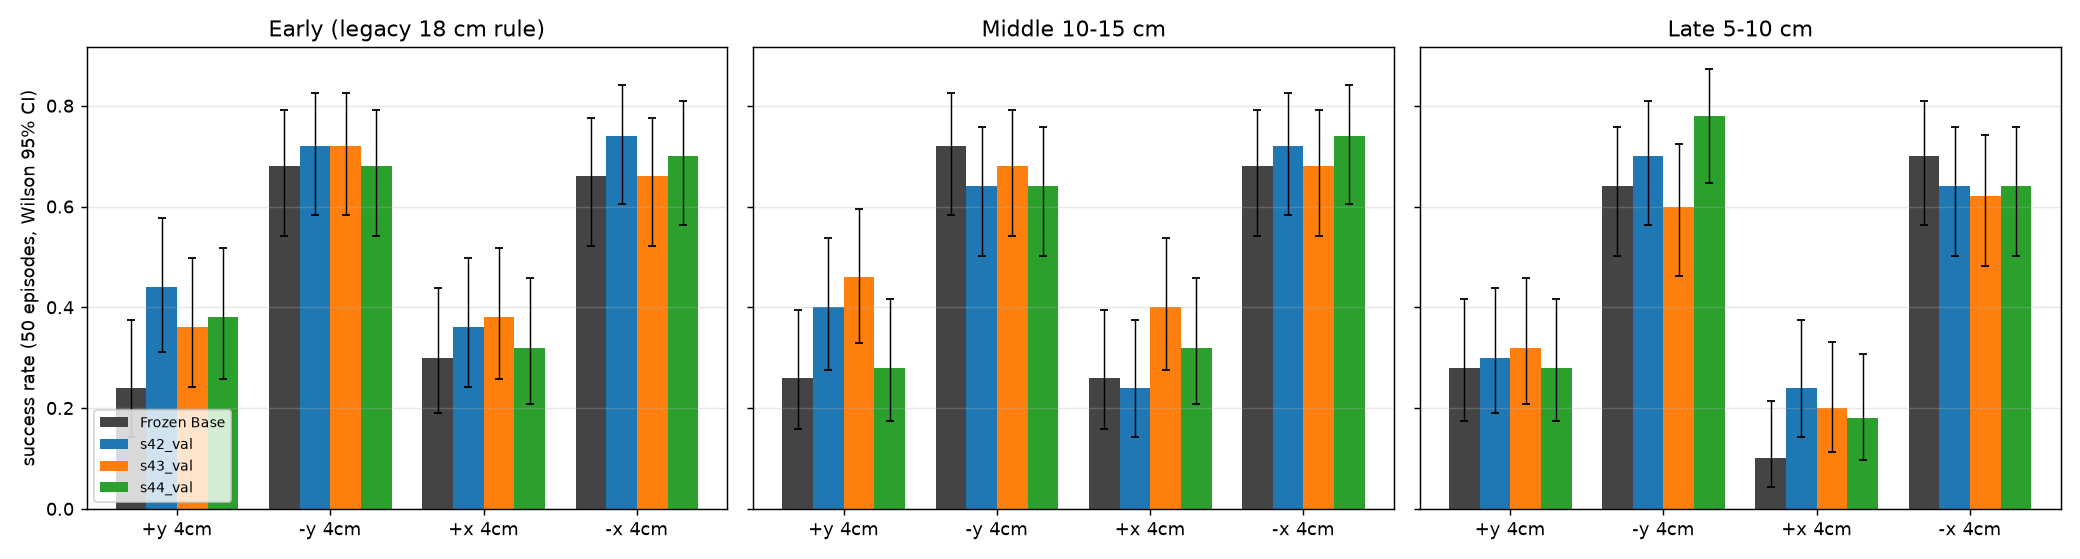 Early (legacy 18 cm rule)
Middle 10-15 cm
Late 5-10 cm
success rate (50 episodes, Wilson 95% CI)
0.8
0.6
0.4
0.2
0.0
Frozen Base
s42_val
s43_val
s44_val
+y 4cm
-y 4cm
+x 4cm
-x 4cm
+y 4cm
-y 4cm
+x 4cm
-x 4cm
+y 4cm
-y 4cm
+x 4cm
-x 4cm